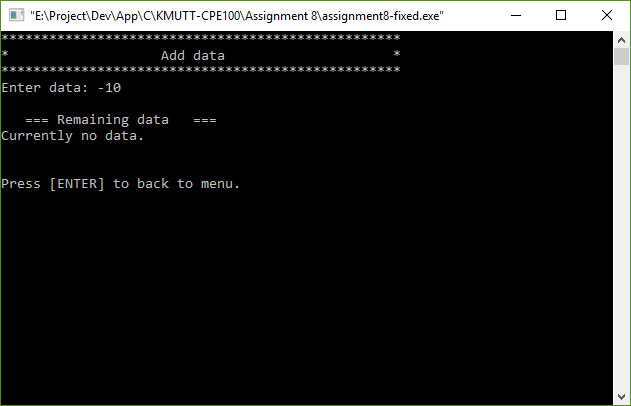 "E:\Project\Dev\App\C\KMUTT-CPE100\Assignment 8\assignment8-fixed.exe"
**************************************************
*                   Add data                     *
**************************************************
Enter data: -10
   === Remaining data   ===
Currently no data.
Press [ENTER] to back to menu.